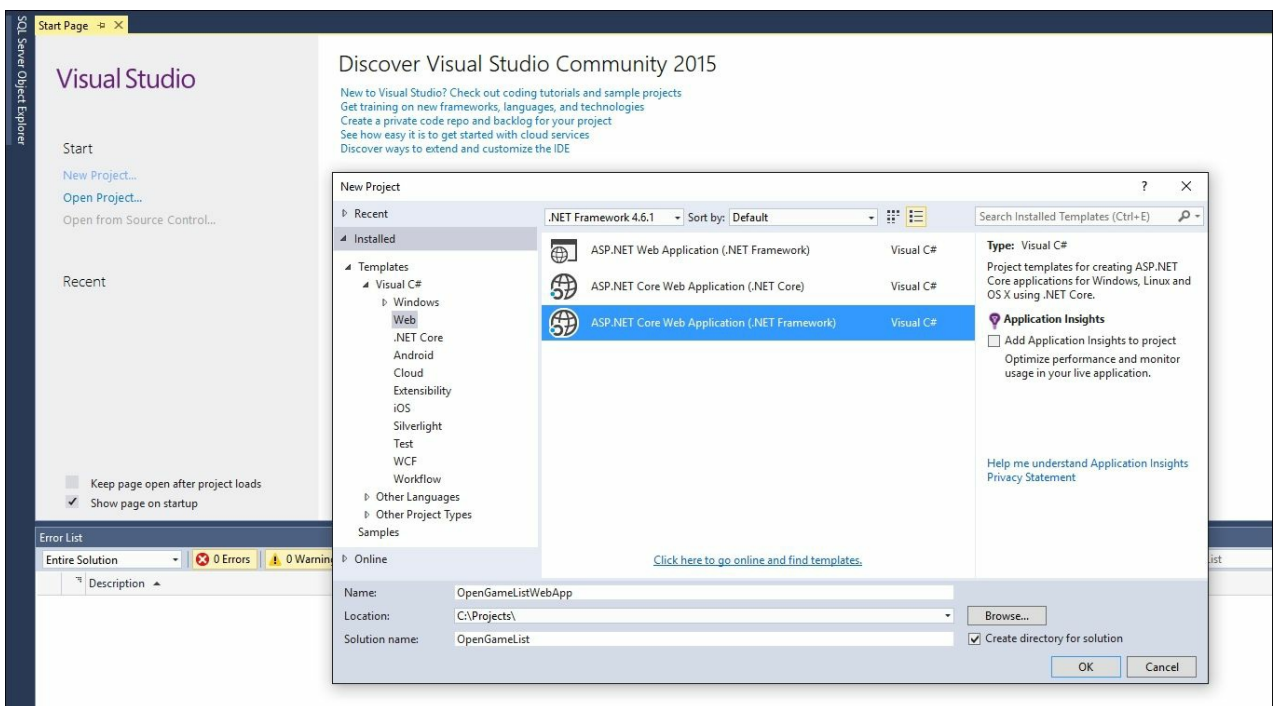 SQL Server Object Explorer
Start Page
Visual Studio
Start
New Project...
Open Project...
Open from Source Control...
Recent
Keep page open after project loads
Show page on startup
Discover Visual Studio Community 2015
New to Visual Studio? Check out coding tutorials and sample projects
Get training on new frameworks, languages, and technologies
Create a private code repo and backlog for your project
See how easy it is to get started with cloud services
Discover ways to extend and customize the IDE
New Project
?
Recent
Installed
Templates
Visual C#
Windows
Web
.NET Core
Android
Cloud
Extensibility
iOS
Silverlight
Test
WCF
Workflow
Other Languages
Other Project Types
Samples
Online
.NET Framework 4.6.1 Sort by: Default
ASP.NET Web Application (.NET Framework) Visual C#
ASP.NET Core Web Application (.NET Core) Visual C#
ASP.NET Core Web Application (.NET Framework) Visual C#
Click here to go online and find templates.
Search Installed Templates (Ctrl+E)
Type: Visual C#
Project templates for creating ASP.NET
Core applications for Windows, Linux and
OS X using .NET Core.
Application Insights
Add Application Insights to project
Optimize performance and monitor
usage in your live application.
Help me understand Application Insights
Privacy Statement
Name: OpenGameListWebApp
Location: C:\Projects\
Browse...
Solution name: OpenGameList
Create directory for solution
OK Cancel
Error List
Entire Solution 0 Errors 0 Warnin
ist
Description